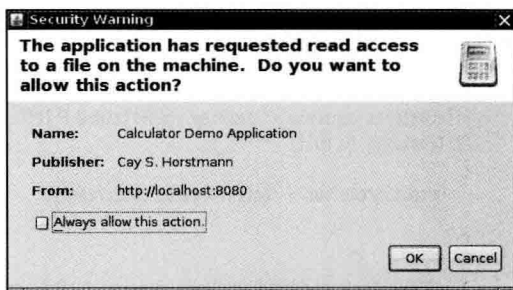 Security Warning
The application has requested read access
to a file on the machine. Do you want to
allow this action?
Name: Calculator Demo Application
Publisher: Cay S. Horstmann
From: http://localhost:8080
Always allow this action.
OK Cancel